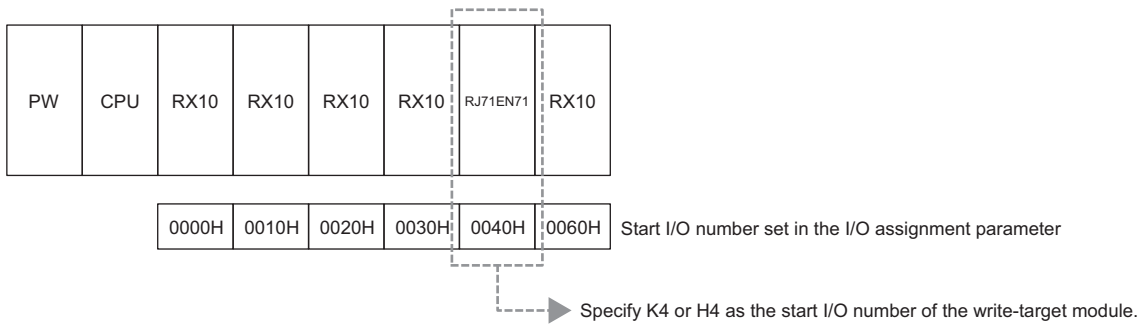 PW CPU RX10 RX10 RX10 RX10 RJ71EN71 RX10
0000H 0010H 0020H 0030H 0040H 0060H Start I/O number set in the I/O assignment parameter
Specify K4 or H4 as the start I/O number of the write-target module.